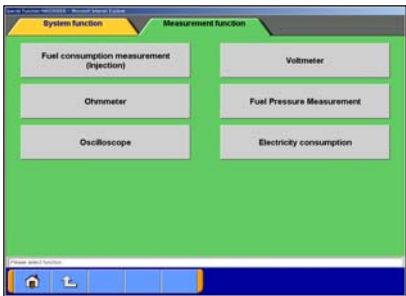 System function
Measurement function
Fuel consumption measurement
(Injection)
Voltmeter
Ohmmeter
Fuel Pressure Measurement
Oscilloscope
Electricity consumption
Please select function